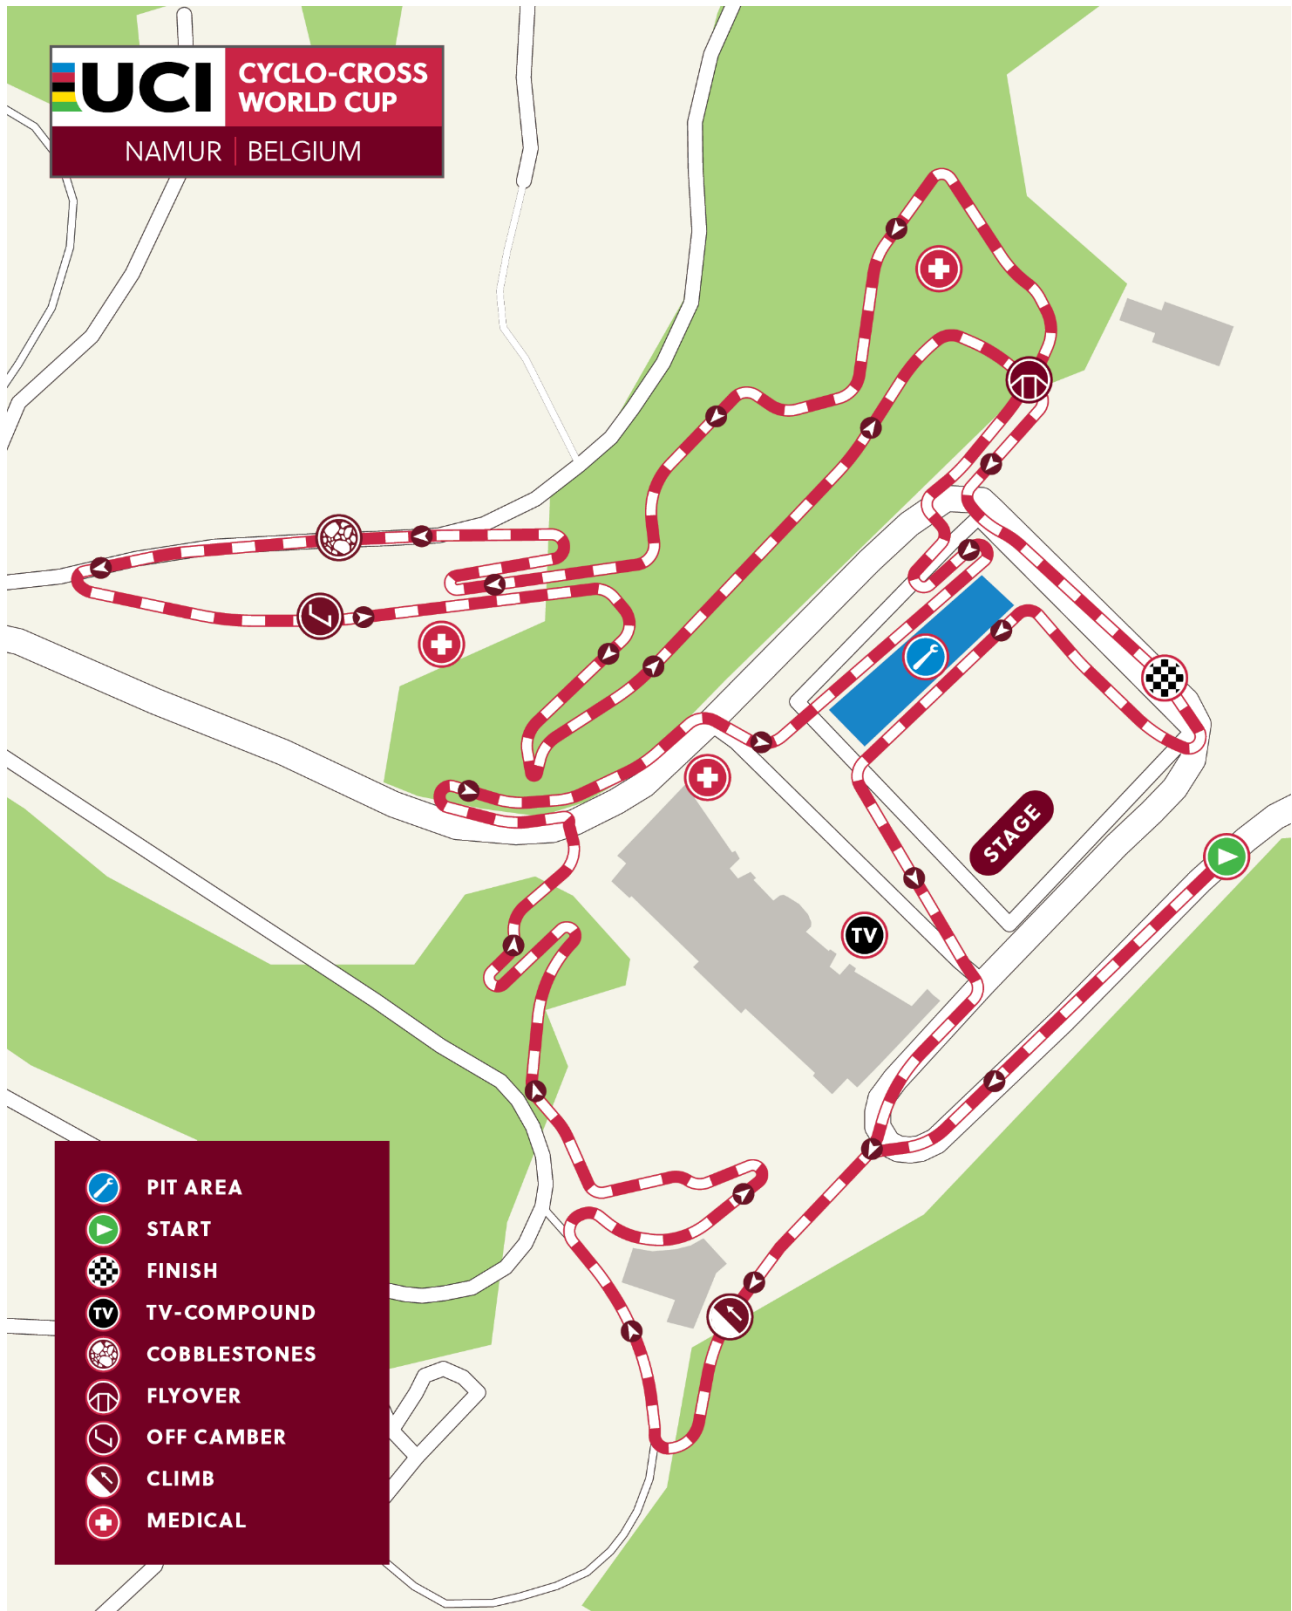 UCI
CYCLO-CROSS
WORLD CUP
NAMUR | BELGIUM
STAGE
TV
PIT AREA
START
FINISH
TV TV-COMPOUND
COBBLESTONES
FLYOVER
OFF CAMBER
CLIMB
MEDICAL